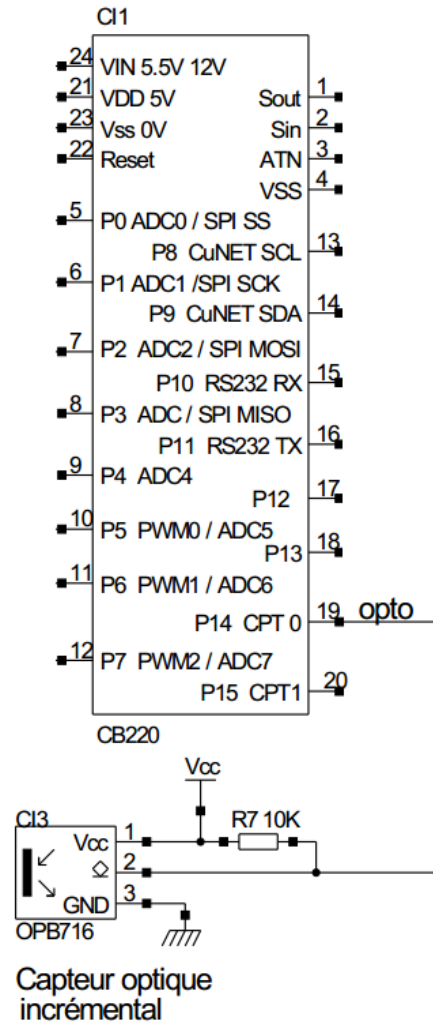 CI1
24 VIN 5.5V 12V
21 VDD 5V
Sout 1
23 Vss 0V
Sin 2
22 Reset
ATN 3
VSS 4
5 P0 ADC0 / SPI SS
P8 CuNET SCL 13
6 P1 ADC1 /SPI SCK
P9 CuNET SDA 14
7 P2 ADC2 / SPI MOSI
P10 RS232 RX 15
8 P3 ADC / SPI MISO
P11 RS232 TX 16
9 P4 ADC4
P12 17
10 P5 PWM0 / ADC5
P13 18
11 P6 PWM1 / ADC6
P14 CPT 0 19 opto
12 P7 PWM2 / ADC7
P15 CPT1 20
CB220
Vcc
CI3
R7 10K
Vcc 1
2
GND 3
OPB716
Capteur optique
incrémental